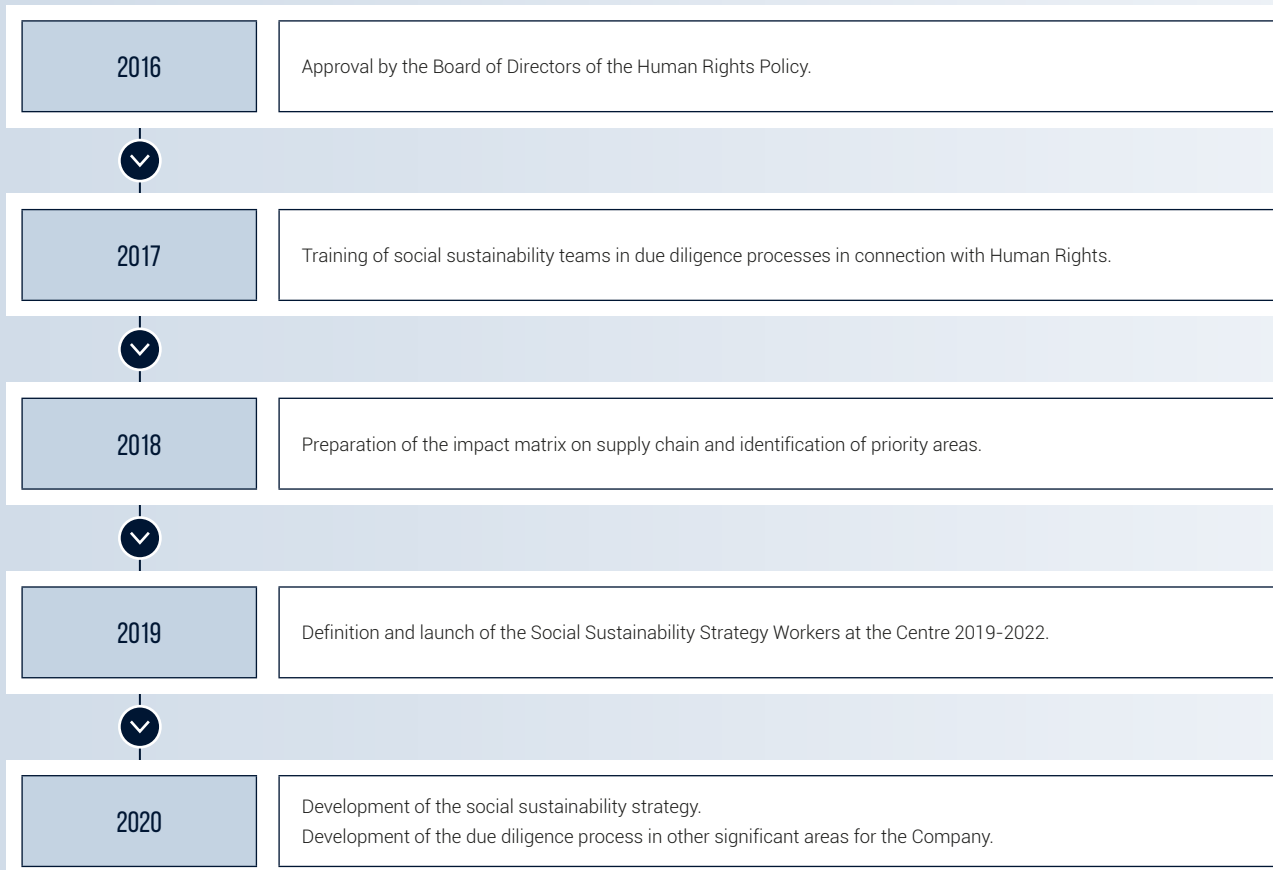 2016
Approval by the Board of Directors of the Human Rights Policy.
2017
Training of social sustainability teams in due diligence processes in connection with Human Rights.
2018
Preparation of the impact matrix on supply chain and identification of priority areas.
2019
Definition and launch of the Social Sustainability Strategy Workers at the Centre 2019-2022.
2020
Development of the social sustainability strategy.
Development of the due diligence process in other significant areas for the Company.